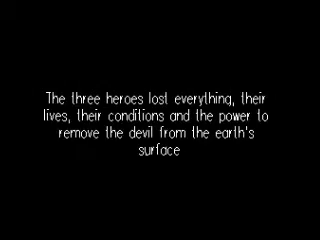 The three heroes lost everything, their
lives, their conditions and the power to
remove the devil from the earth's
surface